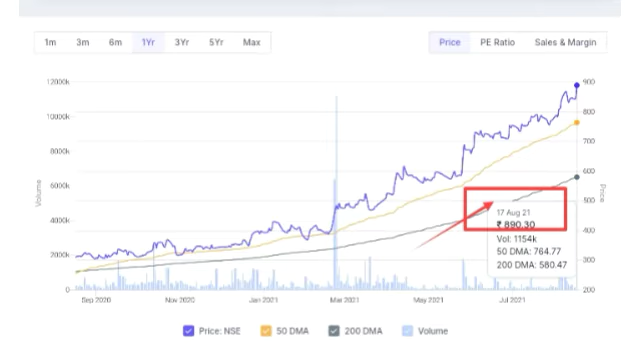 1m 3m 6m 1Yr 3Yr 5Yr Max Price PE Ratio Sales & Margin
12000k 900
10000k 800
700
8000k
600
6000k
500
4000k
2000k 300
0 200
Volume
Price
17 Aug 21
₹ 890.30
Vol: 1154k
50 DMA: 764.77
200 DMA: 580.47
Sep 2020 Nov 2020 Jan 2021 Mar 2021 May 2021 Jul 2021
Price: NSE 50 DMA 200 DMA Volume